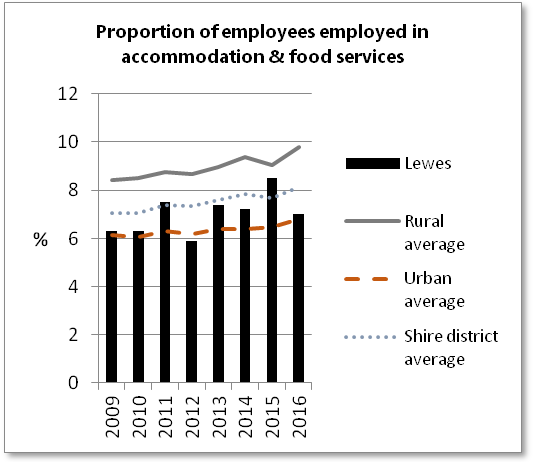 Proportion of employees employed in
accommodation & food services
12
10
8
6
4
2
0
%
2009
2010
2011
2012
2013
2014
2015
2016
Lewes
Rural
average
Urban
average
Shire district
average